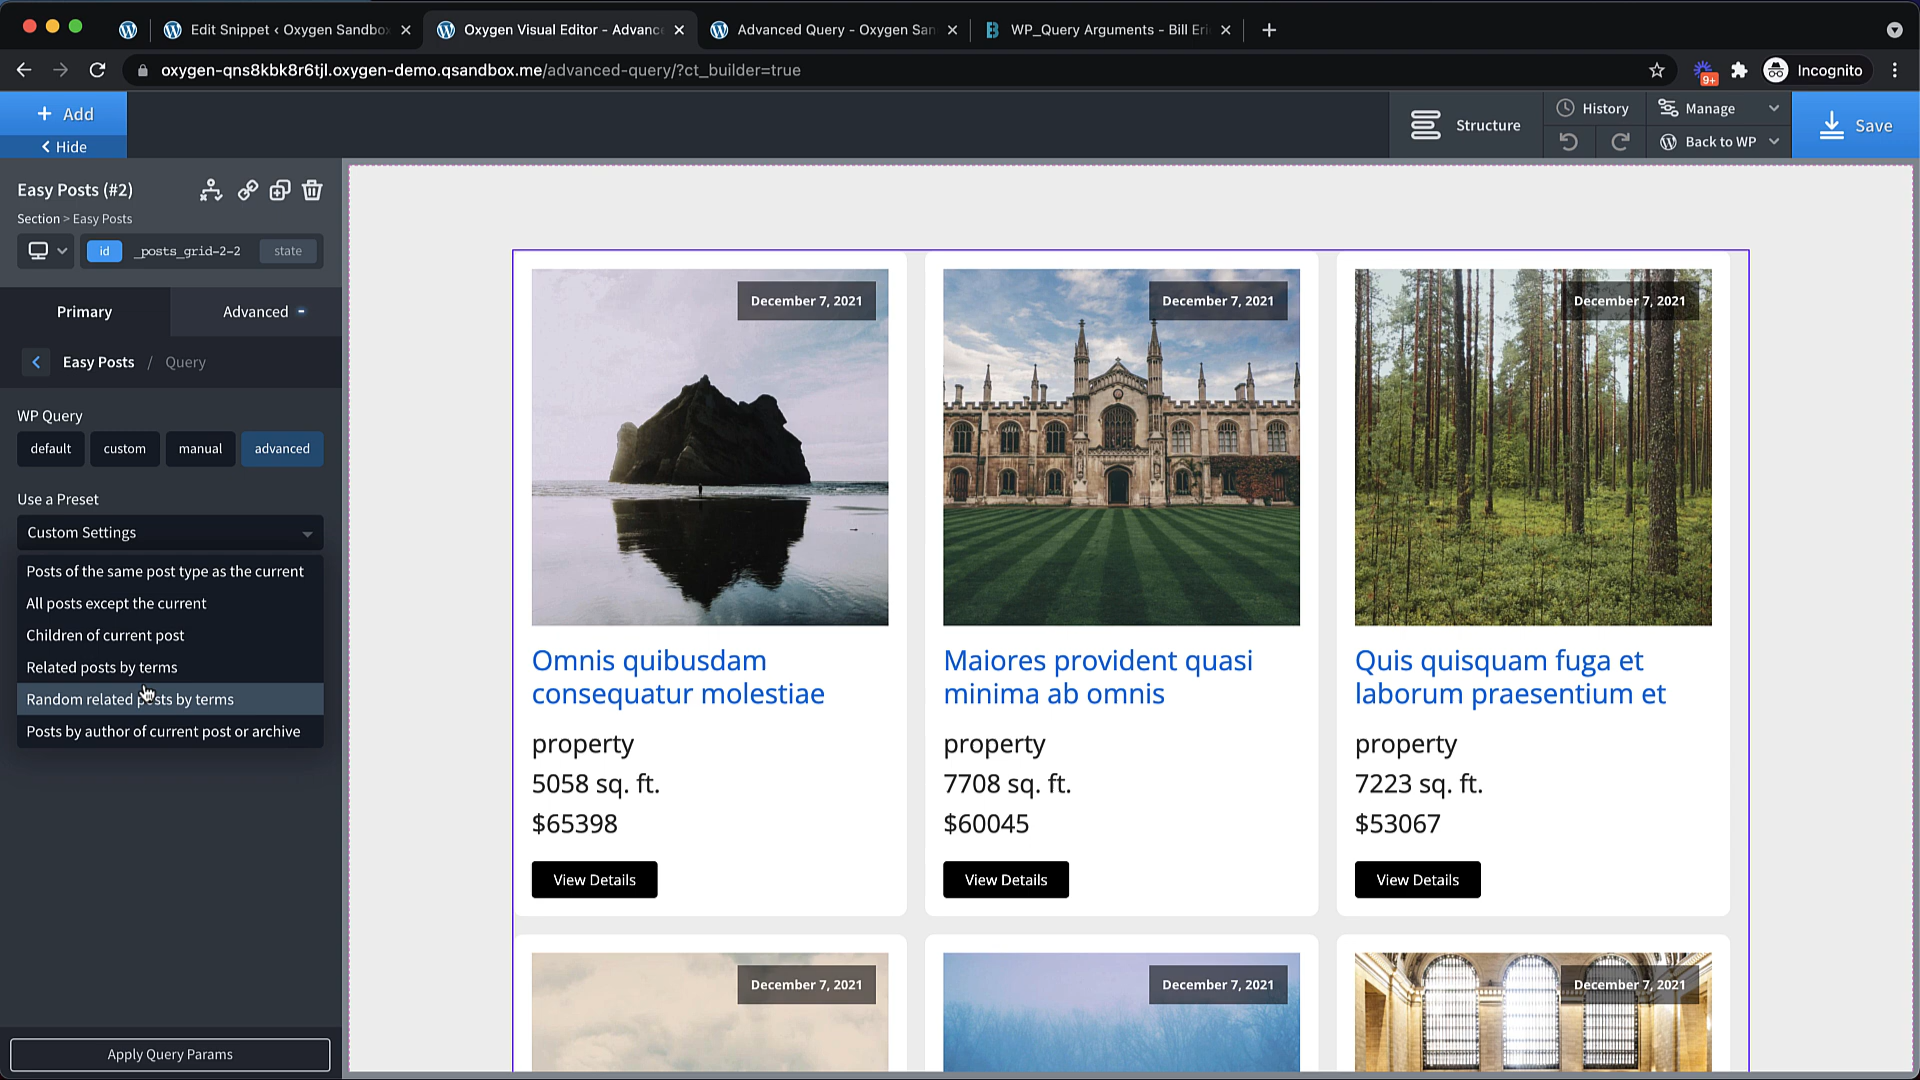 Edit Snippet ‹ Oxygen Sandbo
Oxygen Visual Editor - Advanc
Advanced Query - Oxygen San
WP_Query Arguments - Bill Eri
oxygen-qns8kbk8r6tjl.oxygen-demo.qsandbox.me/advanced-query/?ct_builder=true
9+
Incognito
+ Add
Hide
Structure
History
Manage
Back to WP
Save
Easy Posts (#2)
Section > Easy Posts
id _posts_grid-2-2 state
Primary
Advanced
Easy Posts / Query
WP Query
default custom manual advanced
Use a Preset
Custom Settings
Posts of the same post type as the current
All posts except the current
Children of current post
Related posts by terms
Random related posts by terms
Posts by author of current post or archive
Apply Query Params
December 7, 2021
Omnis quibusdam
consequatur molestiae
property
5058 sq. ft.
$65398
View Details
December 7, 2021
Maiores provident quasi
minima ab omnis
property
7708 sq. ft.
$60045
View Details
December 7, 2021
Quis quisquam fuga et
laborum praesentium et
property
7223 sq. ft.
$53067
View Details
December 7, 2021
December 7, 2021
December 7, 2021